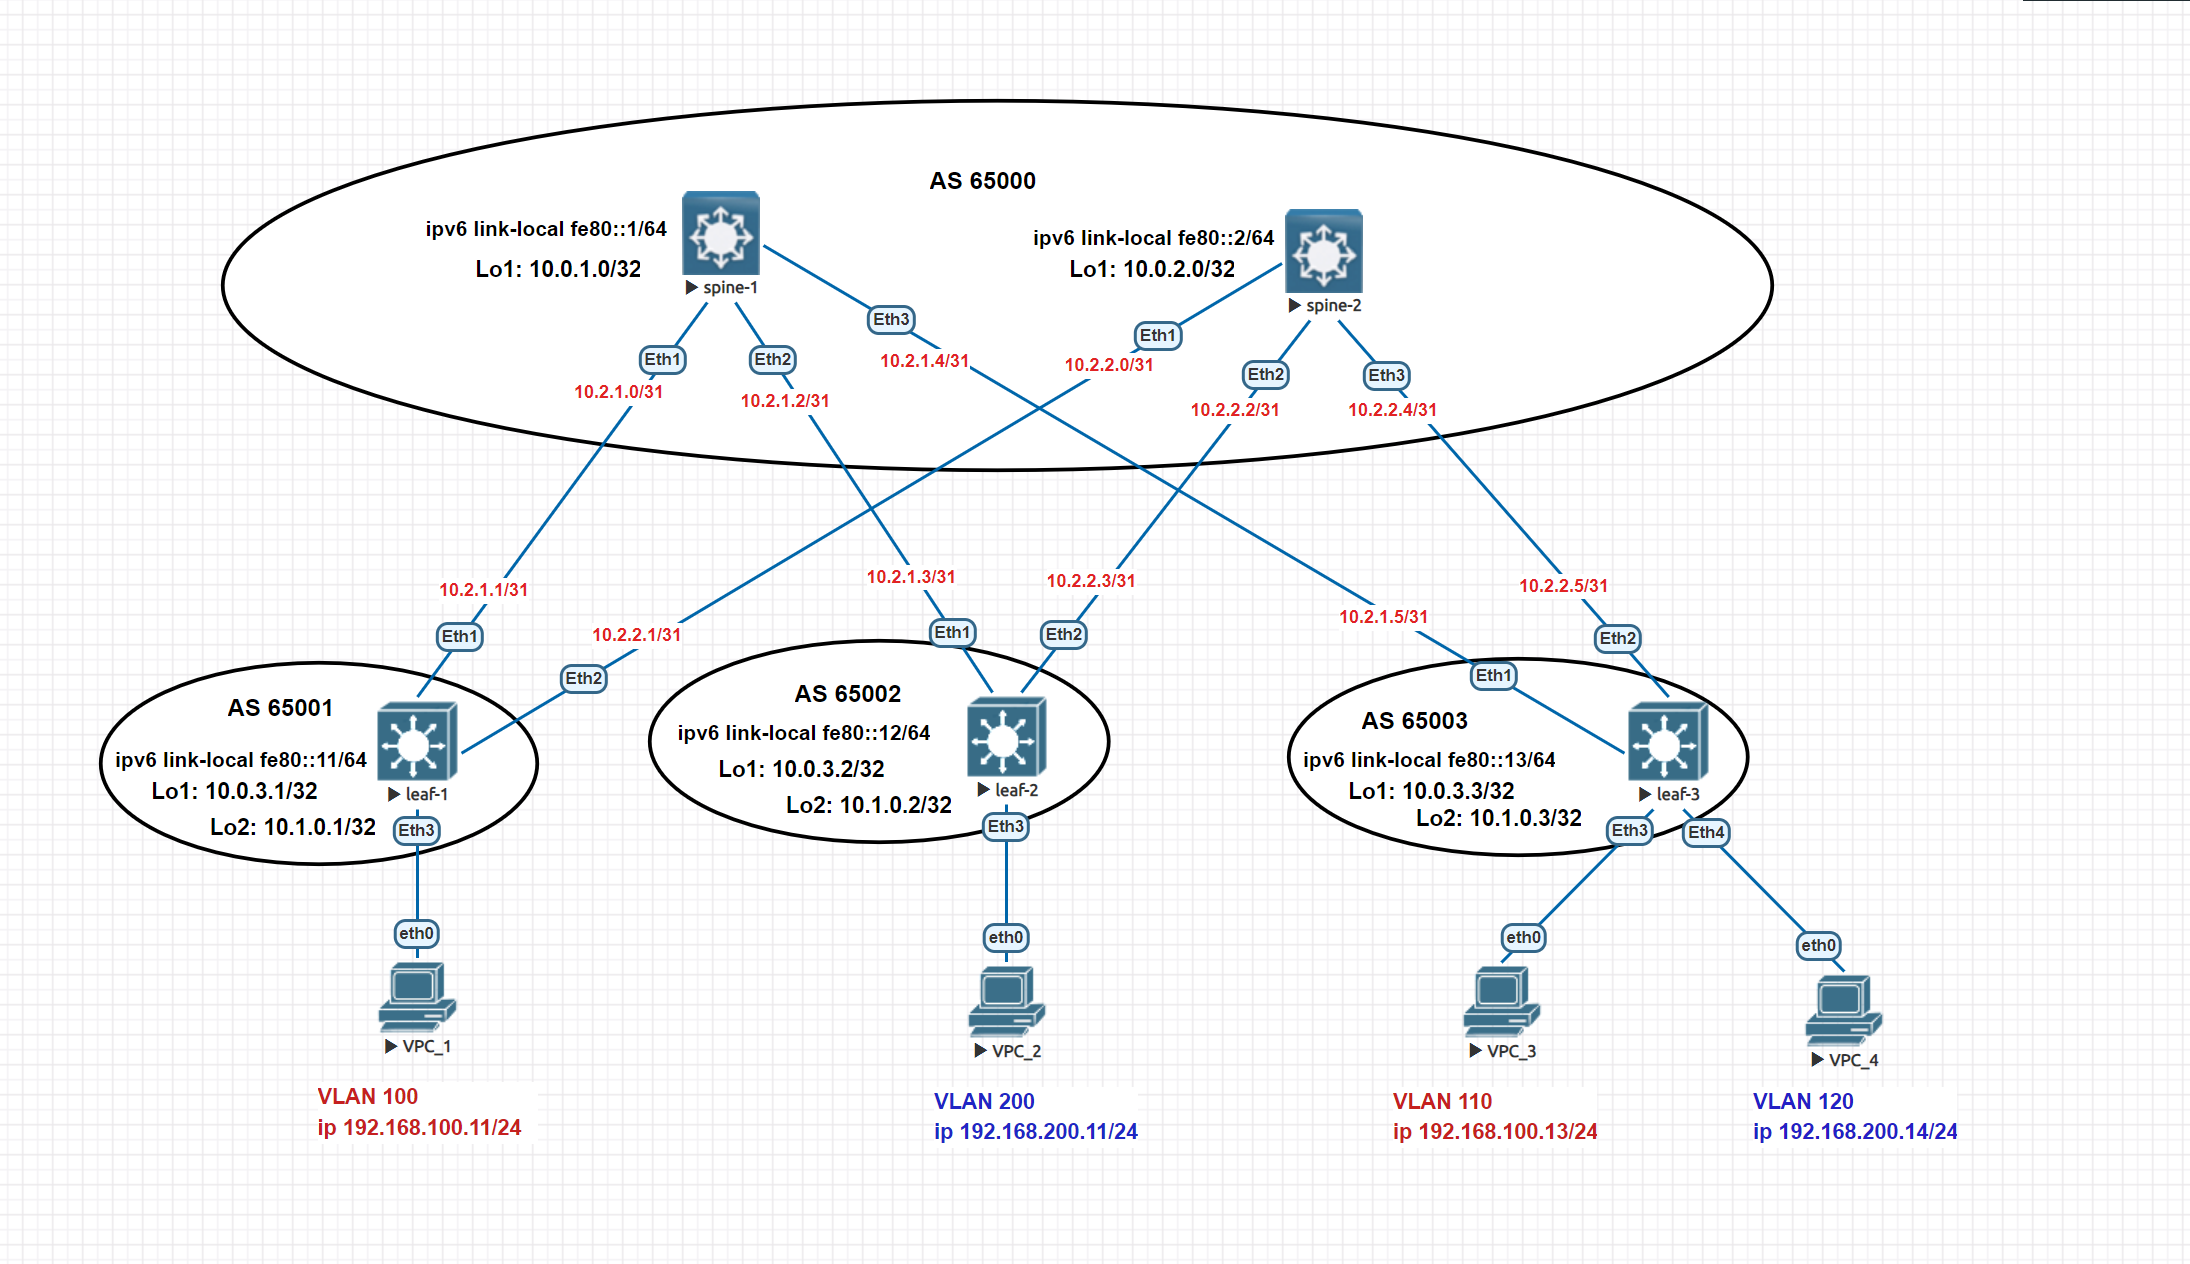 AS 65000
ipv6 link-local fe80::1/64
Lo1: 10.0.1.0/32
spine-1
ipv6 link-local fe80::2/64
Lo1: 10.0.2.0/32
spine-2
Eth3
Eth1
Eth1
Eth2
10.2.1.4/31
10.2.2.0/31
Eth2
Eth3
10.2.1.0/31
10.2.1.2/31
10.2.2.2/31
10.2.2.4/31
10.2.1.1/31
10.2.1.3/31
10.2.2.3/31
10.2.2.5/31
10.2.1.5/31
Eth1
10.2.2.1/31
Eth1
Eth2
Eth2
Eth2
Eth1
AS 65001
ipv6 link-local fe80::11/64
Lo1: 10.0.3.1/32
leaf-1
Lo2: 10.1.0.1/32
Eth3
AS 65002
ipv6 link-local fe80::12/64
Lo1: 10.0.3.2/32
leaf-2
Lo2: 10.1.0.2/32
Eth3
AS 65003
ipv6 link-local fe80::13/64
Lo1: 10.0.3.3/32
leaf-3
Lo2: 10.1.0.3/32
Eth3
Eth4
eth0
eth0
eth0
eth0
VPC_1
VPC_2
VPC_3
VPC_4
VLAN 100
ip 192.168.100.11/24
VLAN 200
ip 192.168.200.11/24
VLAN 110
ip 192.168.100.13/24
VLAN 120
ip 192.168.200.14/24